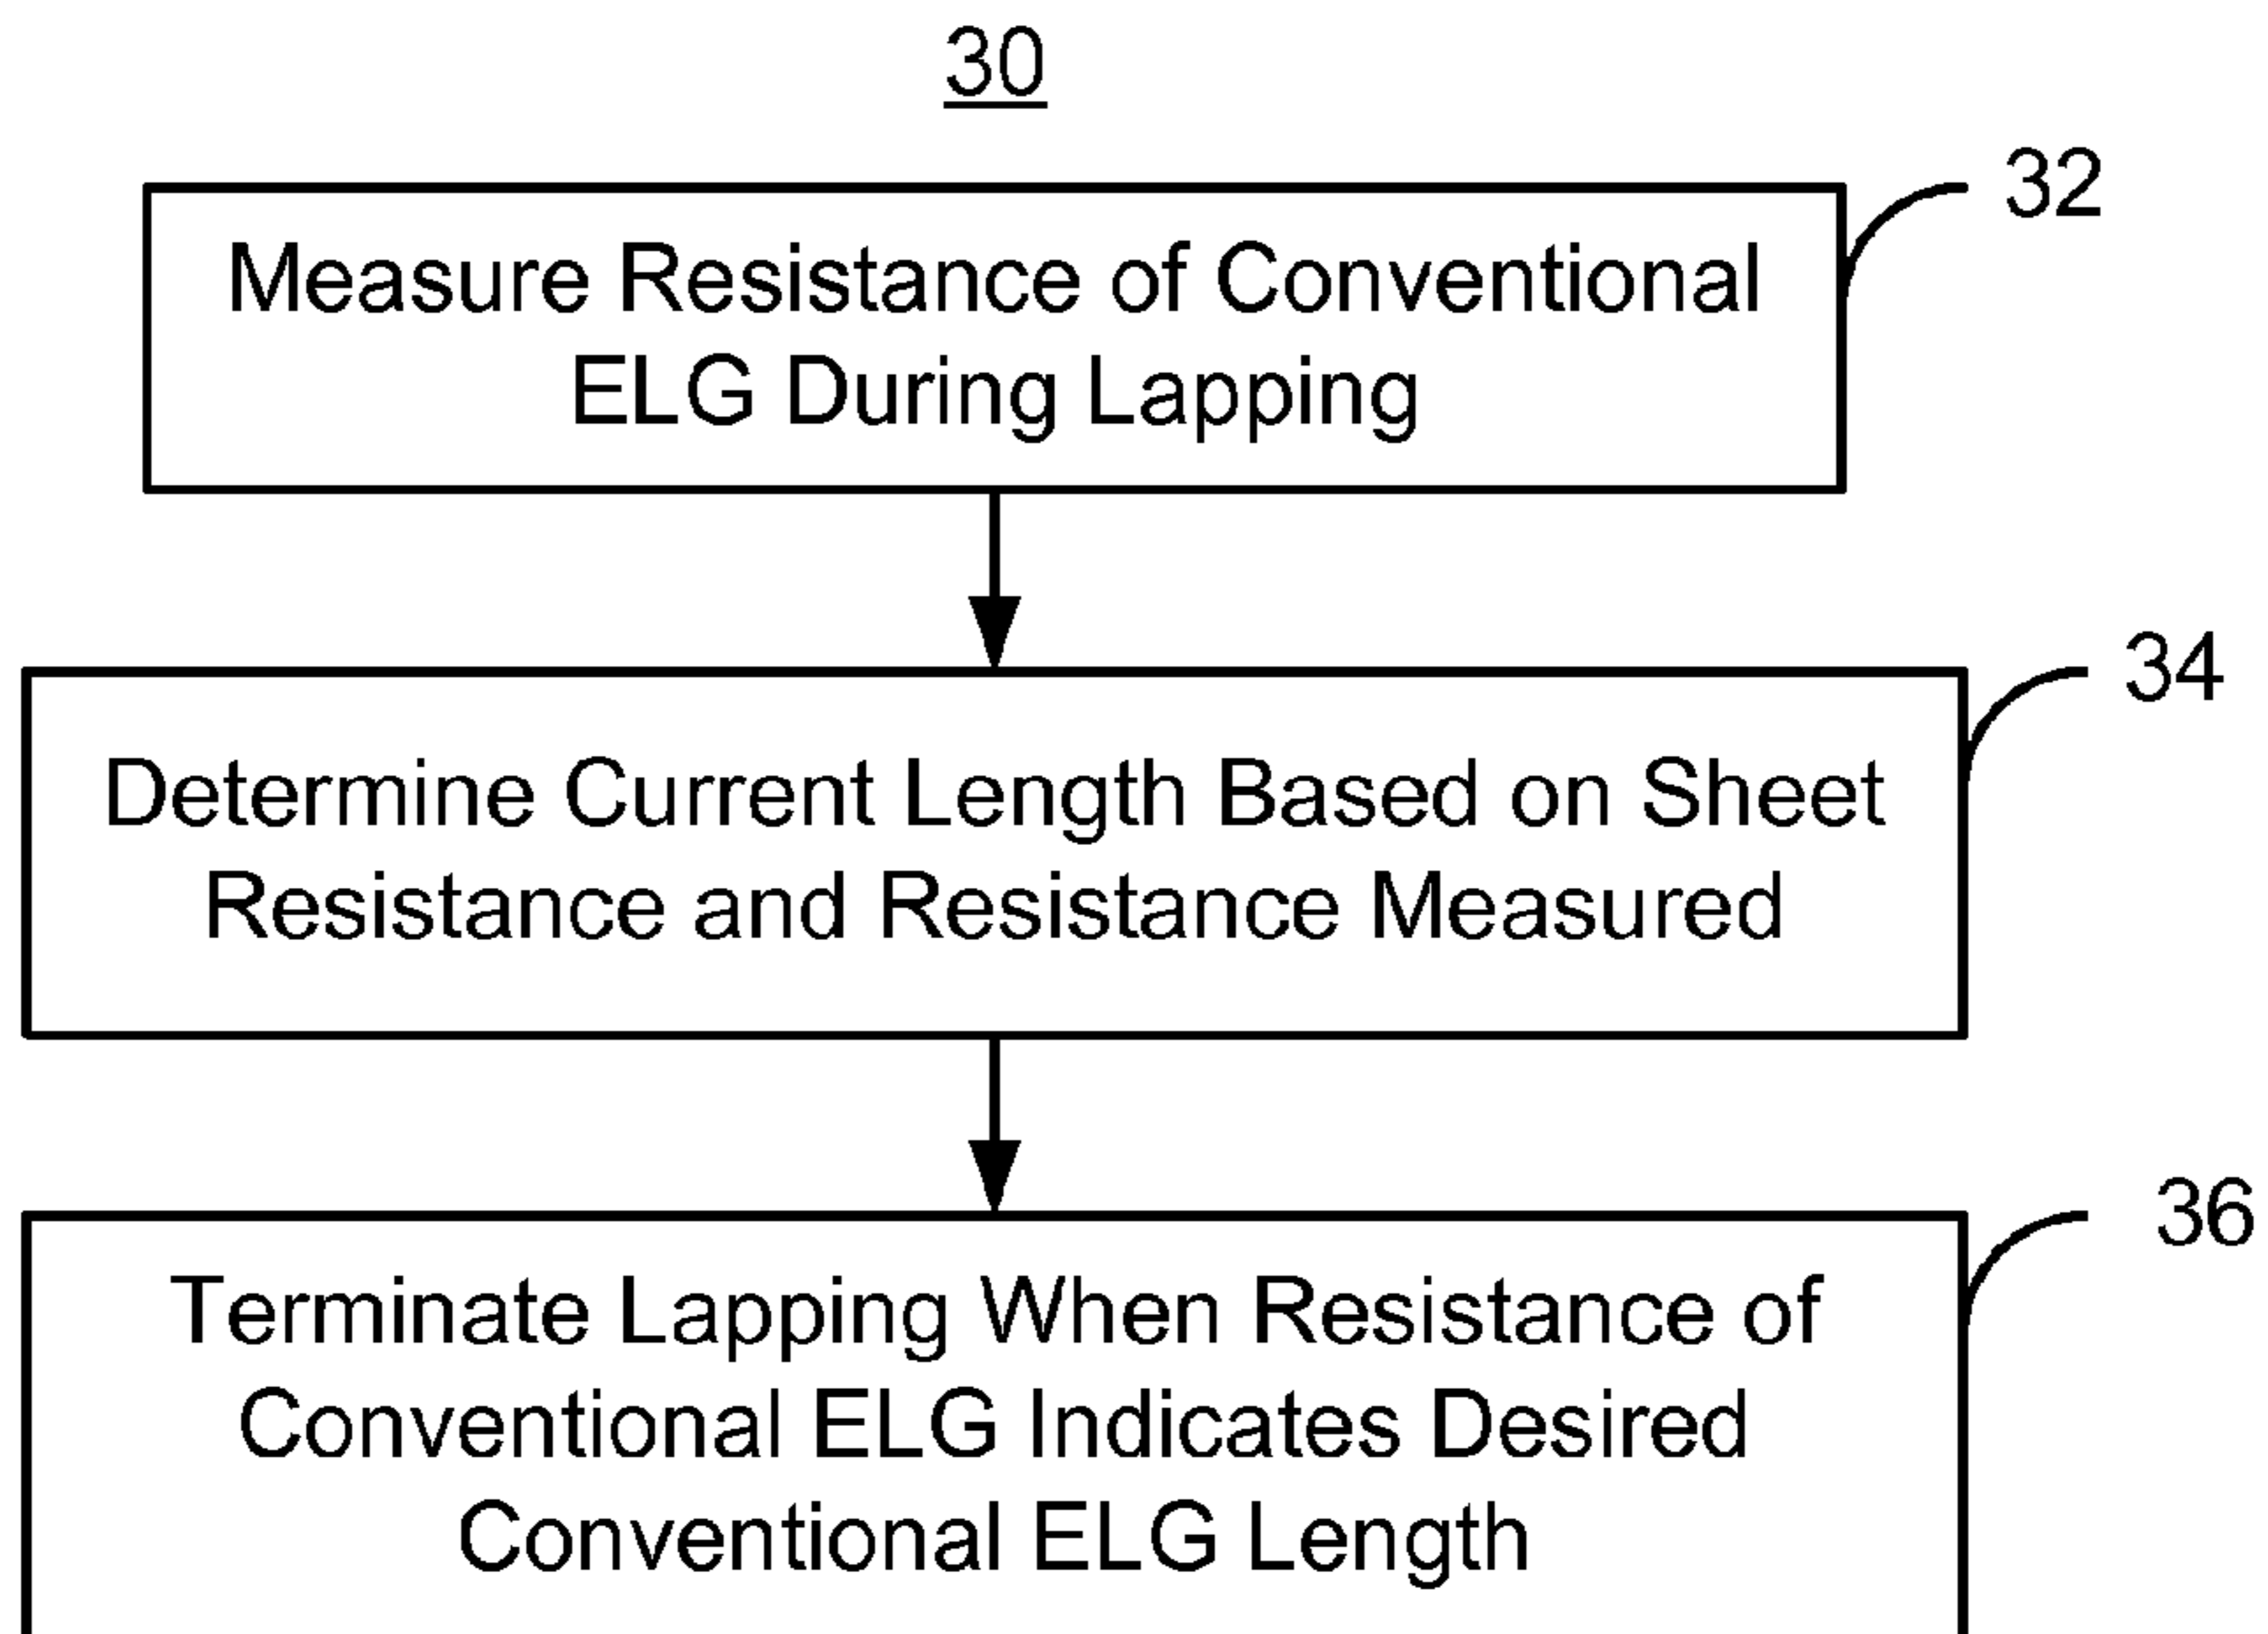 30
32
Measure Resistance of Conventional
ELG During Lapping
34
Determine Current Length Based on Sheet
Resistance and Resistance Measured
36
Terminate Lapping When Resistance of
Conventional ELG Indicates Desired
Conventional ELG Length